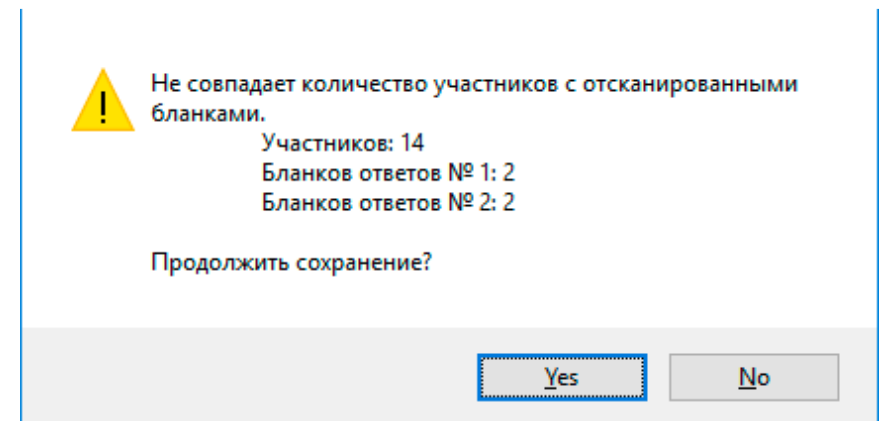 Не совпадает количество участников с отсканированными
бланками.
Участников: 14
Бланков ответов № 1: 2
Бланков ответов № 2: 2
Продолжить сохранение?
Yes
No